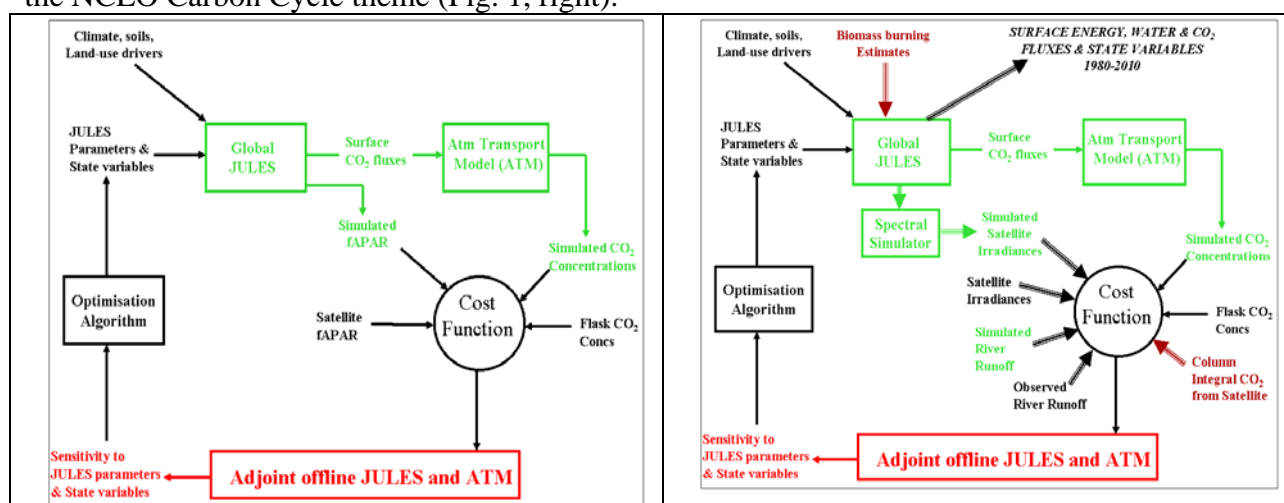 the NCEO Carbon Cycle theme (Fig. 1, right).
Climate, soils,
Land-use drivers
JULES
Parameters &
State variables
Global
JULES
Surface
CO₂ fluxes
Atm Transport
Model (ATM)
Simulated
fAPAR
Simulated CO₂
Concentrations
Optimisation
Algorithm
Cost
Function
Satellite
fAPAR
Flask CO₂
Concs
Sensitivity to
JULES parameters
& State variables
Adjoint offline JULES and ATM
Climate, soils,
Land-use drivers
Biomass burning
Estimates
SURFACE ENERGY, WATER & CO₂
FLUXES & STATE VARIABLES
1980-2010
JULES
Parameters &
State variables
Global
JULES
Surface
CO₂ fluxes
Atm Transport
Model (ATM)
Spectral
Simulator
Simulated
Satellite
Irradiances
Simulated CO₂
Concentrations
Optimisation
Algorithm
Satellite
Irradiances
Cost
Function
Flask CO₂
Concs
Simulated
River
Runoff
Observed
River Runoff
Column
Integral CO₂
from Satellite
Sensitivity to
JULES parameters
& State variables
Adjoint offline JULES and ATM